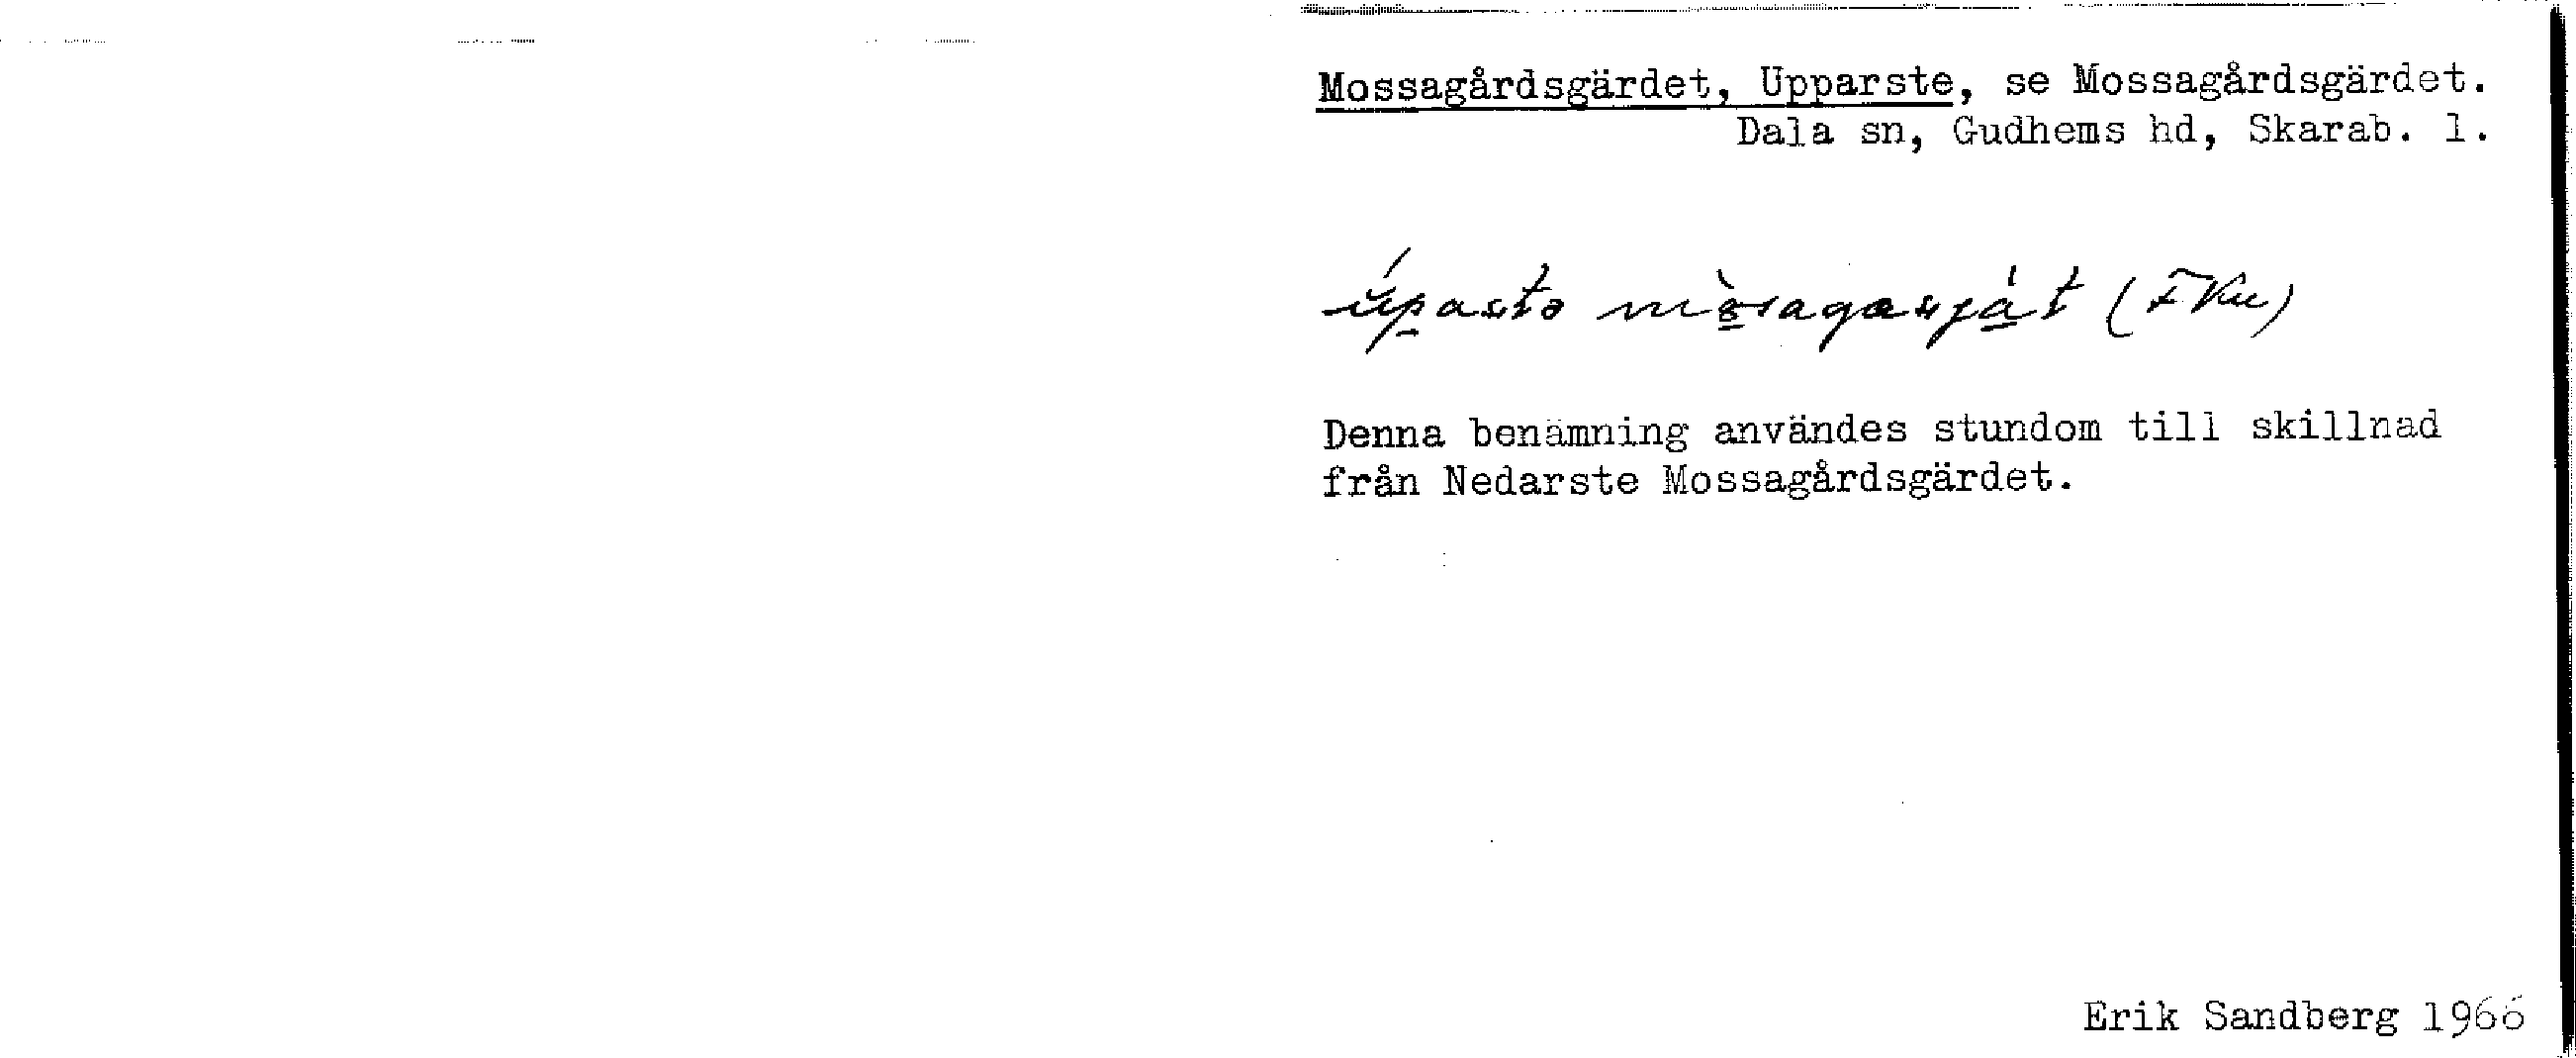 Mossagårdsgärdet, Upparste, se Mossagårdsgärdet.
Dala sn, Gudhems hd, Skarab. l.
Denna benämning användes stundom till skillnad
från Nedarste Mossagårdsgärdet.
Erik Sandberg 1966